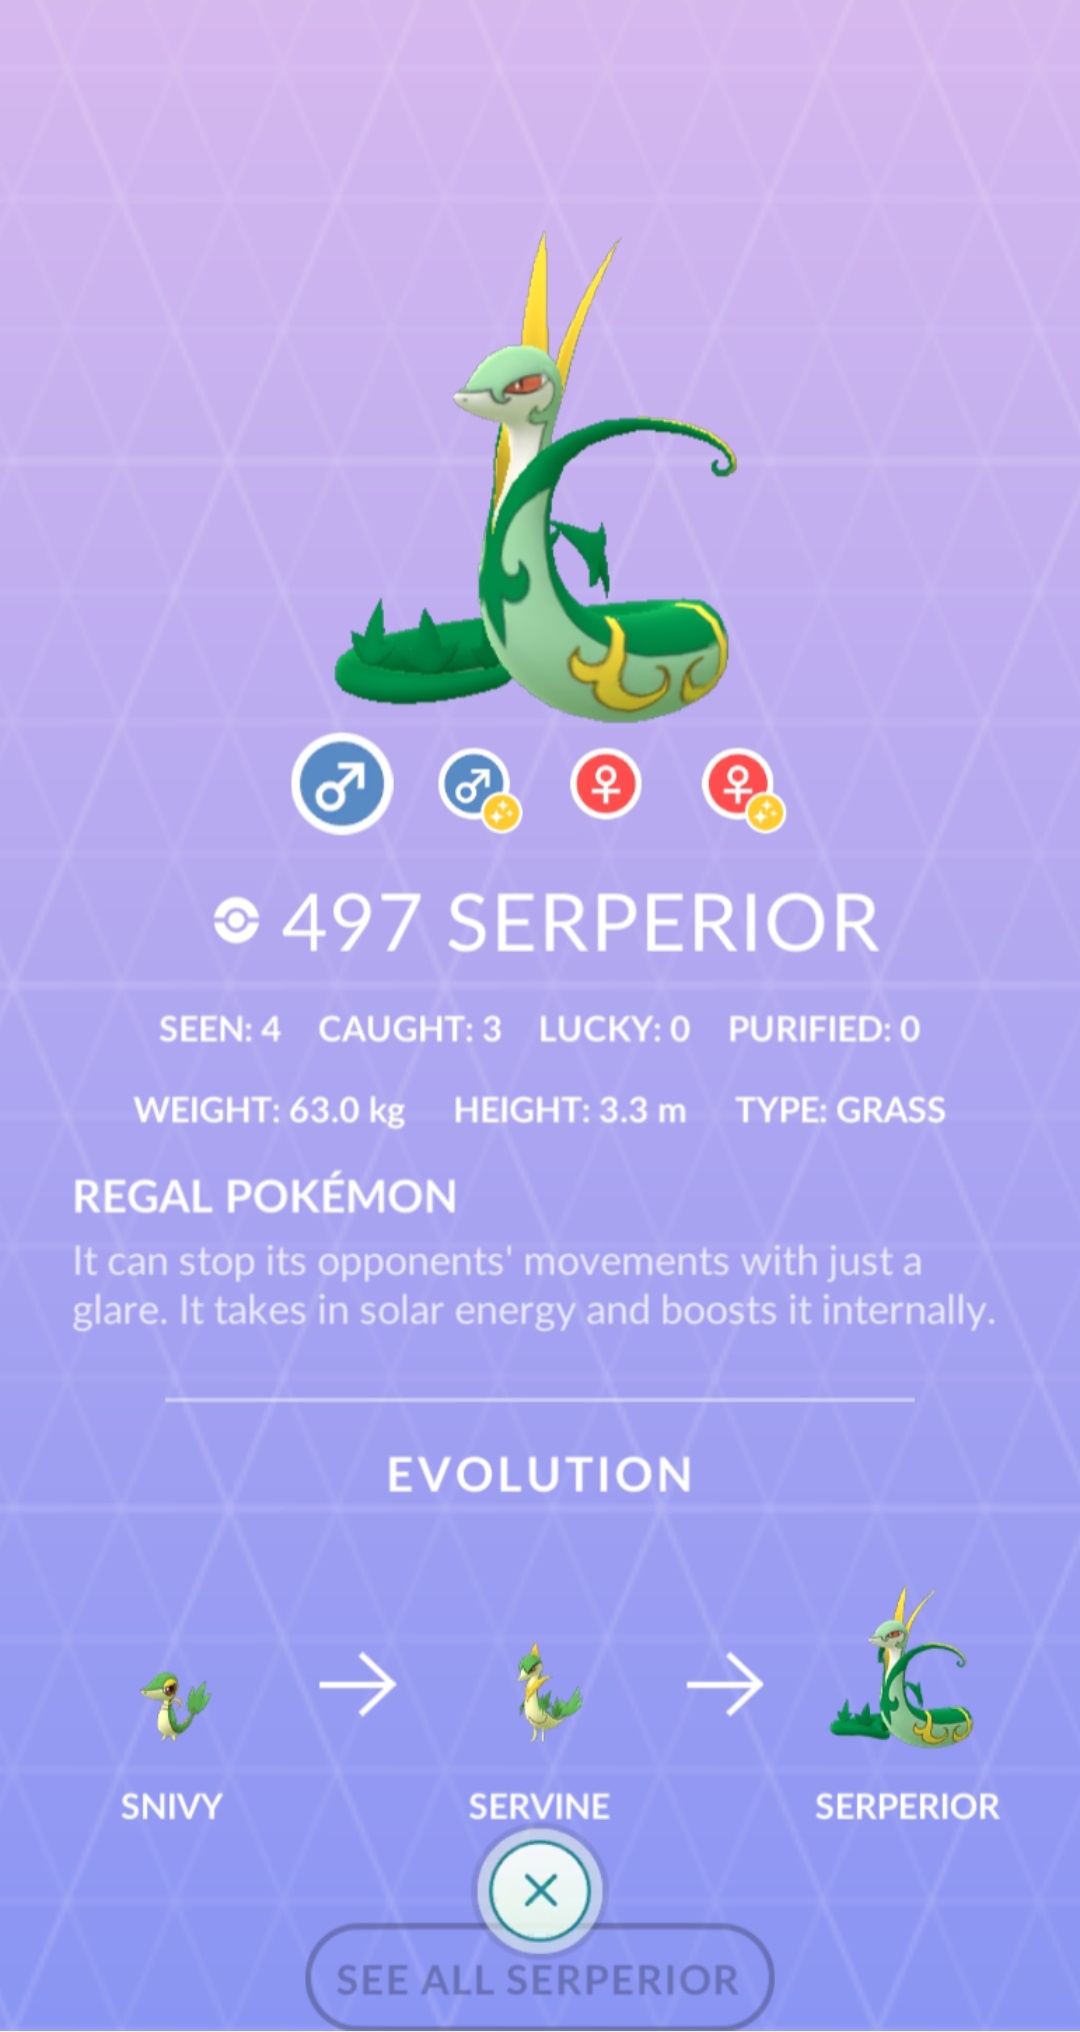 497 SERPERIOR
SEEN: 4 CAUGHT: 3 LUCKY: 0 PURIFIED: 0
WEIGHT: 63.0 kg HEIGHT: 3.3 m TYPE: GRASS
REGAL POKÉMON
It can stop its opponents' movements with just a
glare. It takes in solar energy and boosts it internally.
EVOLUTION
SNIVY SERVINE SERPERIOR
SEE ALL SERPERIOR